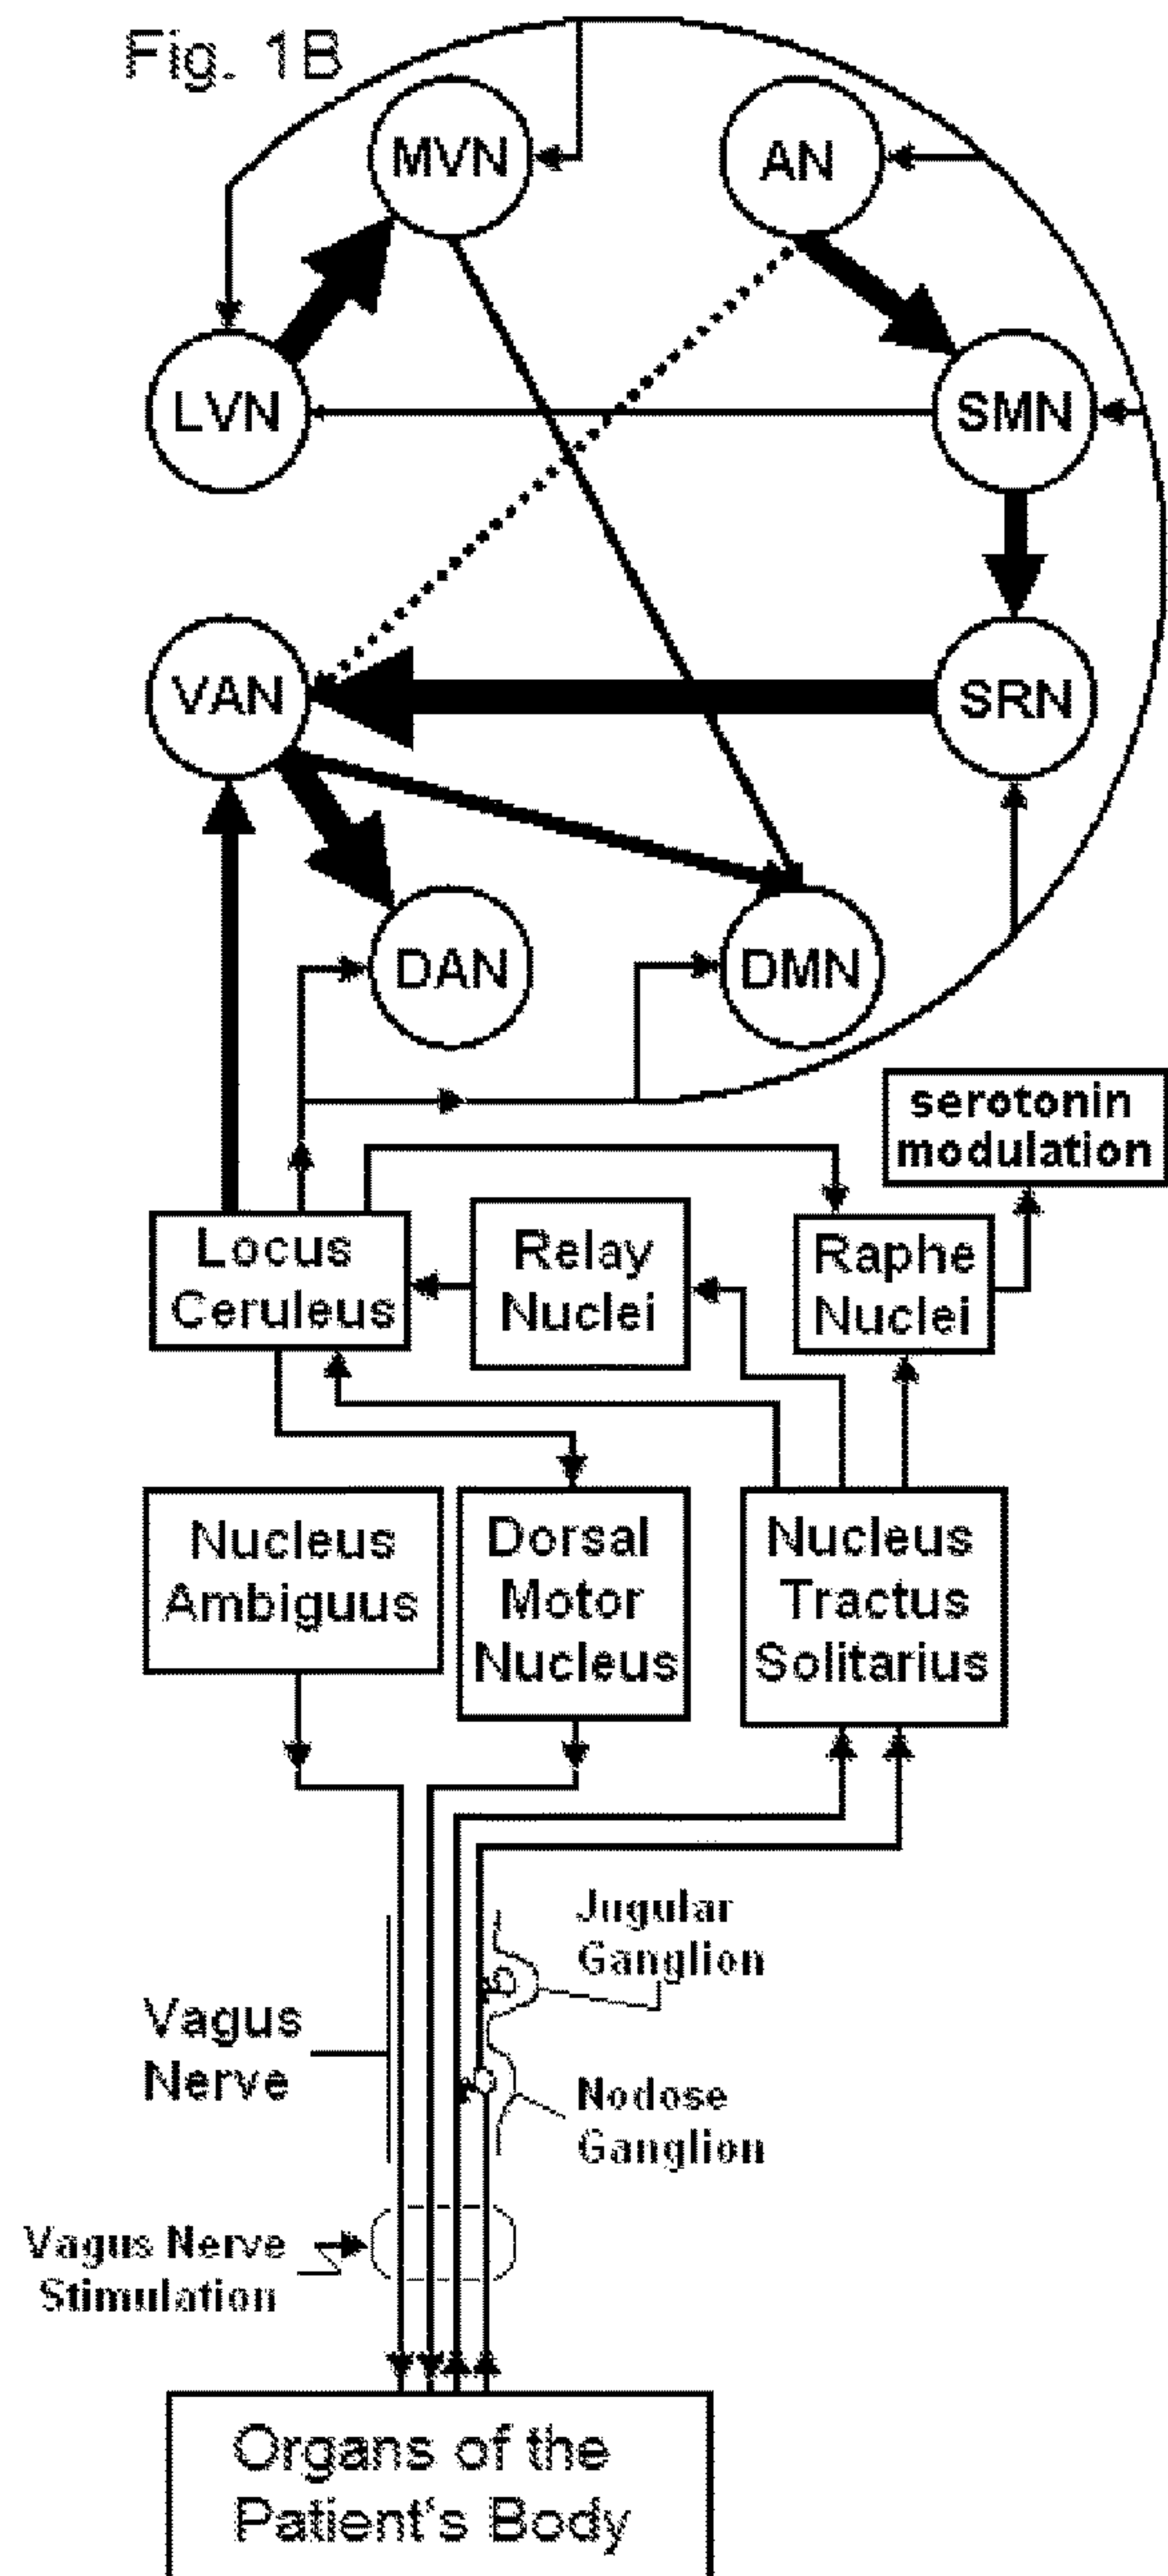 Fig. 1B
MVN
AN
LVN
SMN
VAN
SRN
DAN
DMN
serotonin
modulation
Locus
Ceruleus
Relay
Nuclei
Raphe
Nuclei
Nucleus
Ambiguus
Dorsal
Motor
Nucleus
Nucleus
Tractus
Solitarius
Jugular
Ganglion
Vagus
Nerve
Nodose
Ganglion
Vagus Nerve
Stimulation
Organs of the
Patient's Body